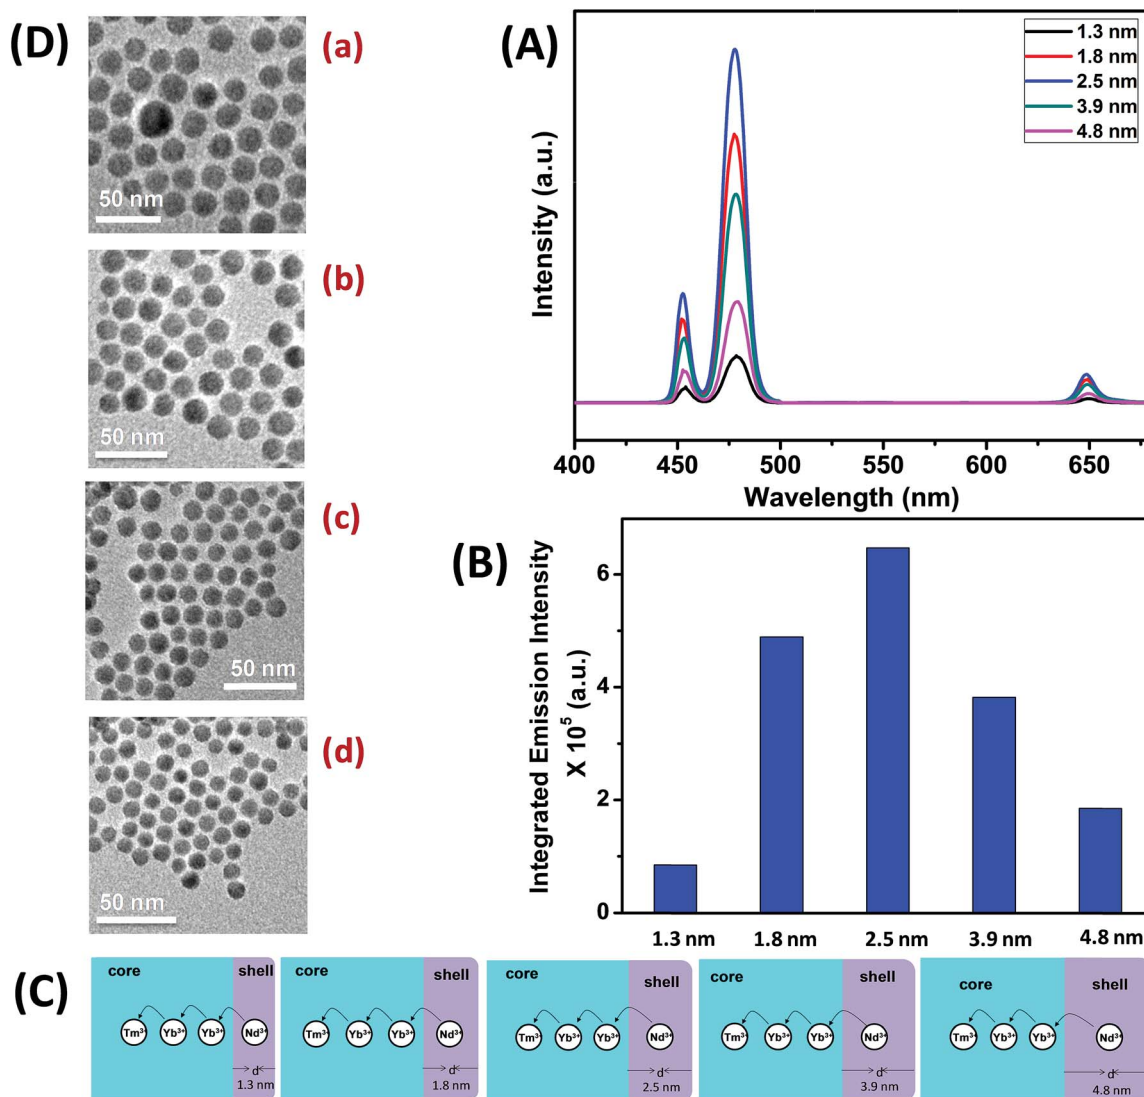 (D)
(a)
50 nm
(b)
50 nm
(c)
50 nm
(d)
50 nm
(A)
1.3 nm
1.8 nm
2.5 nm
3.9 nm
4.8 nm
Intensity (a.u.)
400 450 500 550 600 650
Wavelength (nm)
(B)
Integrated Emission Intensity
X 10⁵ (a.u.)
6
4
2
0
1.3 nm 1.8 nm 2.5 nm 3.9 nm 4.8 nm
(C)
core shell
Tm³⁺ Yb³⁺ Yb³⁺ Nd³⁺
d
1.3 nm
core shell
Tm³⁺ Yb³⁺ Yb³⁺ Nd³⁺
d
1.8 nm
core shell
Tm³⁺ Yb³⁺ Yb³⁺ Nd³⁺
d
2.5 nm
core shell
Tm³⁺ Yb³⁺ Yb³⁺ Nd³⁺
d
3.9 nm
core shell
Tm³⁺ Yb³⁺ Yb³⁺ Nd³⁺
d
4.8 nm